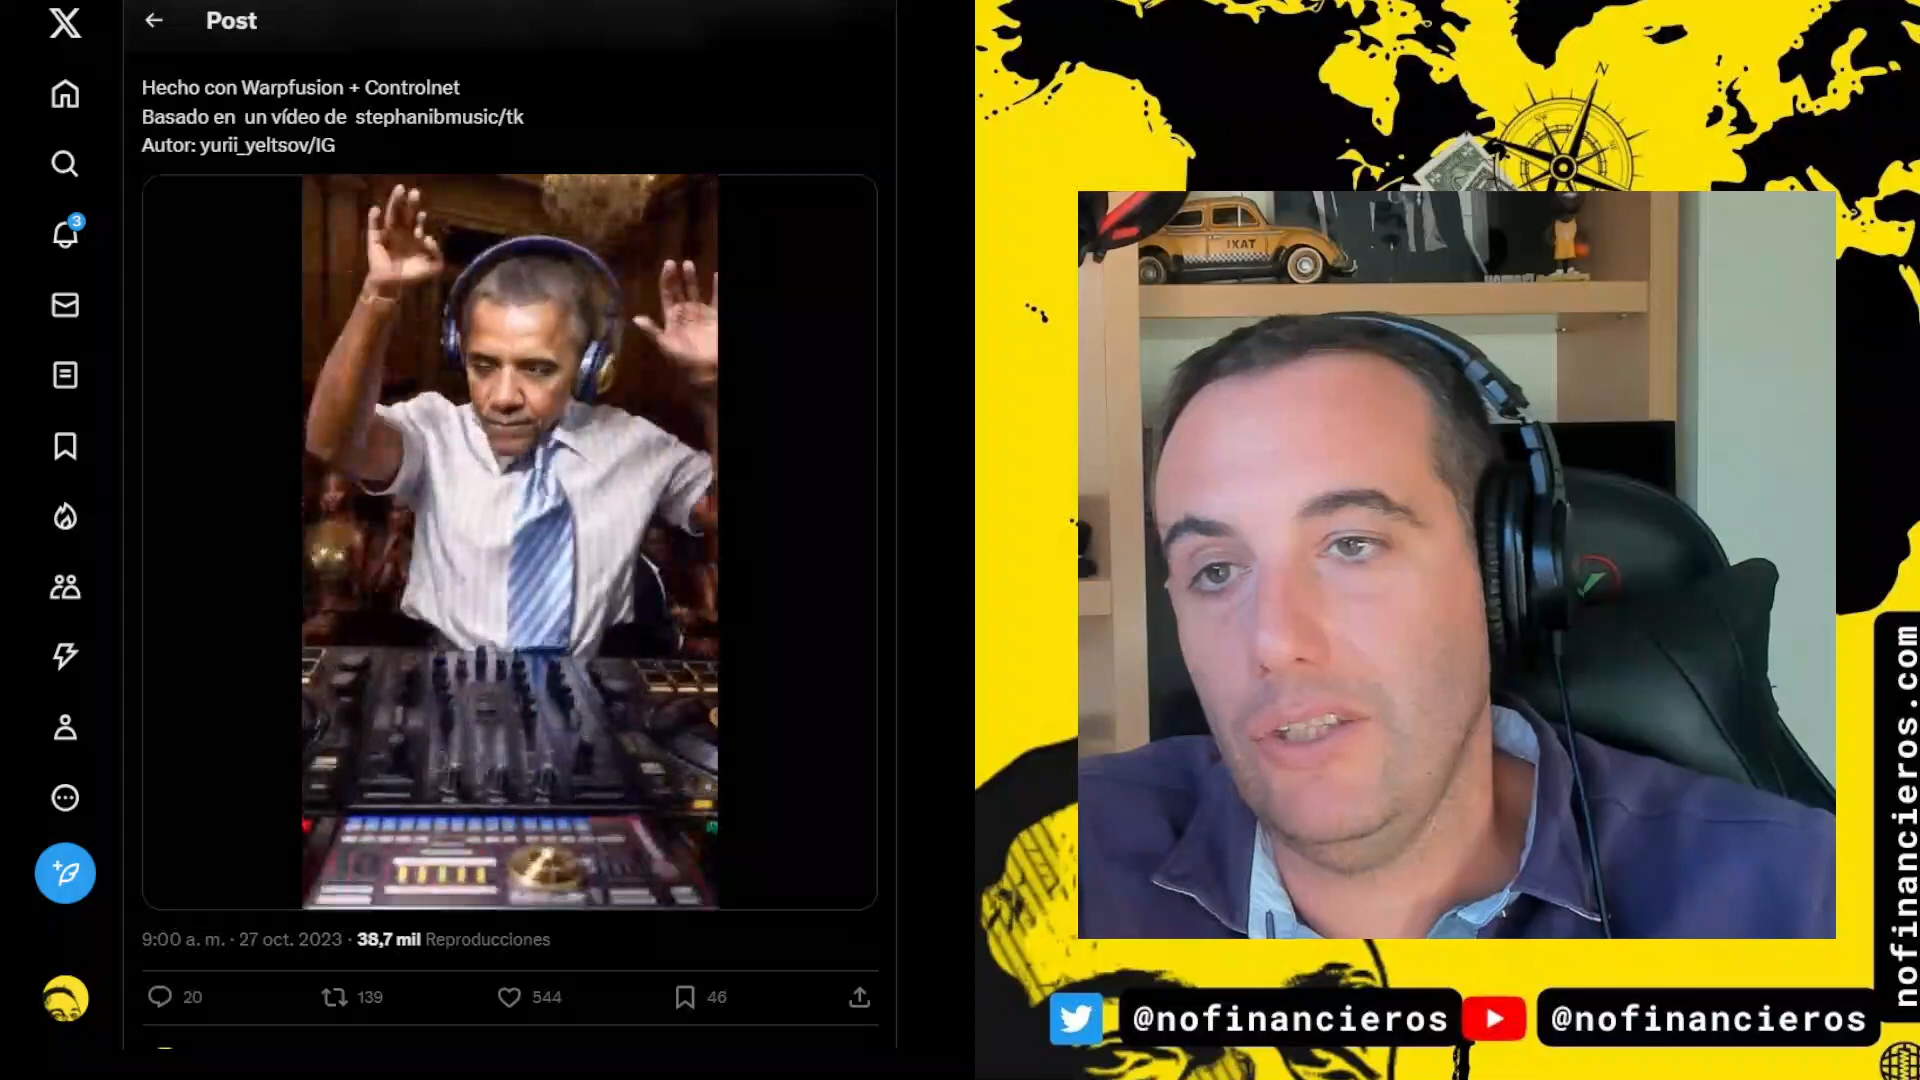 Post
Hecho con Warpfusion + Controlnet
Basado en un vídeo de stephanibmusic/tk
Autor: yurii_yeltsov/IG
3
9:00 a. m. · 27 oct. 2023 · 38,7 mil Reproducciones
20 139 544 46
N
IXAT
@nofinancieros @nofinancieros
nofinancieros.com